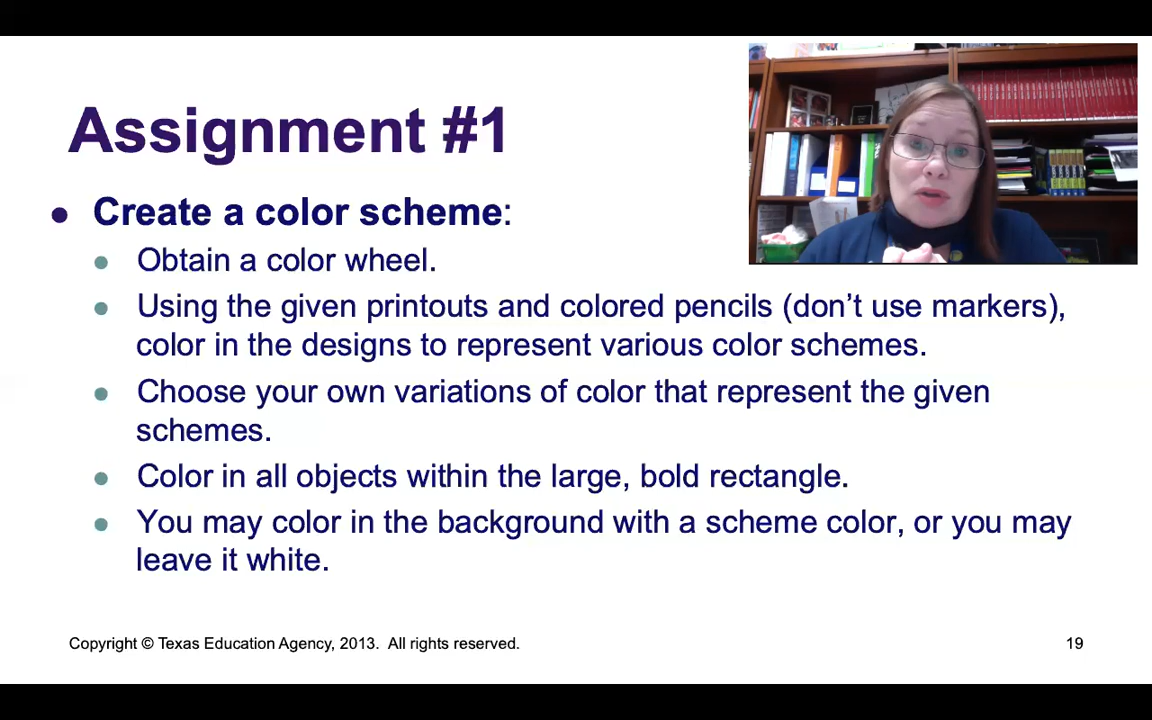 Assignment #1
Create a color scheme:
Obtain a color wheel.
Using the given printouts and colored pencils (don’t use markers),
color in the designs to represent various color schemes.
Choose your own variations of color that represent the given
schemes.
Color in all objects within the large, bold rectangle.
You may color in the background with a scheme color, or you may
leave it white.
Copyright © Texas Education Agency, 2013. All rights reserved.
19